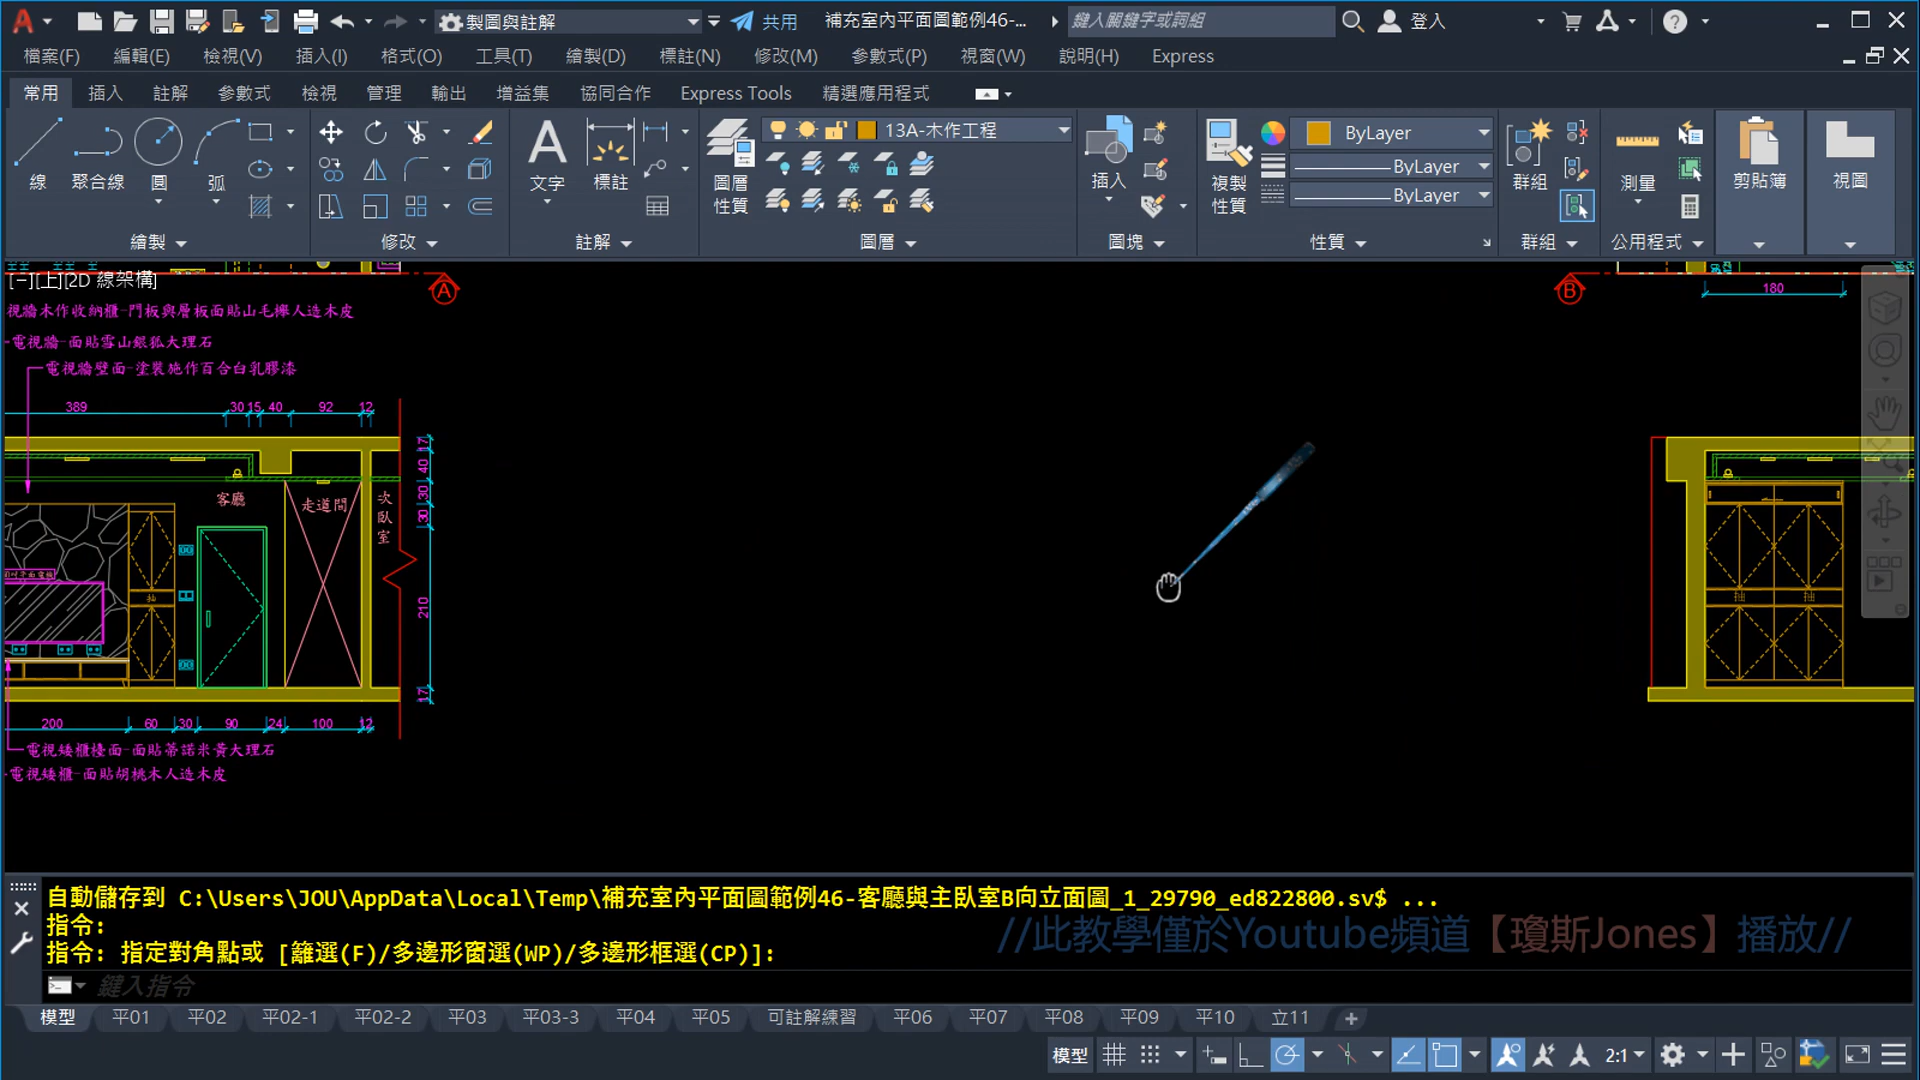 製圖與註解
共用
補充室內平面圖範例46-...
鍵入關鍵字或詞組
登入
檔案(F) 編輯(E) 檢視(V) 插入(I) 格式(O) 工具(T) 繪製(D) 標註(N) 修改(M) 參數式(P) 視窗(W) 說明(H) Express
常用 插入 註解 參數式 檢視 管理 輸出 增益集 協同合作 Express Tools 精選應用程式
13A-木作工程
ByLayer
ByLayer
ByLayer
線 聚合線 圓 弧
文字 標註
圖層
性質
插入
複製
性質
群組 測量 剪貼簿 視圖
繪製 修改 註解 圖層 圖塊 性質 群組 公用程式
[−][上][2D 線架構]
A
B
180
視牆木作收納櫃-門板與層板面貼山毛櫸人造木皮
電視牆-面貼雪山銀狐大理石
電視牆壁面-塗裝施作百合白乳膠漆
389 30 15 40 92 12
17
40
30
30
210
17
客廳
走道間
次臥室
抽
抽 抽
200 60 30 90 24 100 12
電視矮櫃檯面-面貼蒂諾米黃大理石
電視矮櫃-面貼胡桃木人造木皮
自動儲存到 C:\Users\JOU\AppData\Local\Temp\補充室內平面圖範例46-客廳與主臥室B向立面圖_1_29790_ed822800.sv$ ...
指令:
指令: 指定對角點或 [籬選(F)/多邊形窗選(WP)/多邊形框選(CP)]:
//此教學僅於Youtube頻道【瓊斯Jones】播放//
鍵入指令
模型 平01 平02 平02-1 平02-2 平03 平03-3 平04 平05 可註解練習 平06 平07 平08 平09 平10 立11
模型
2:1